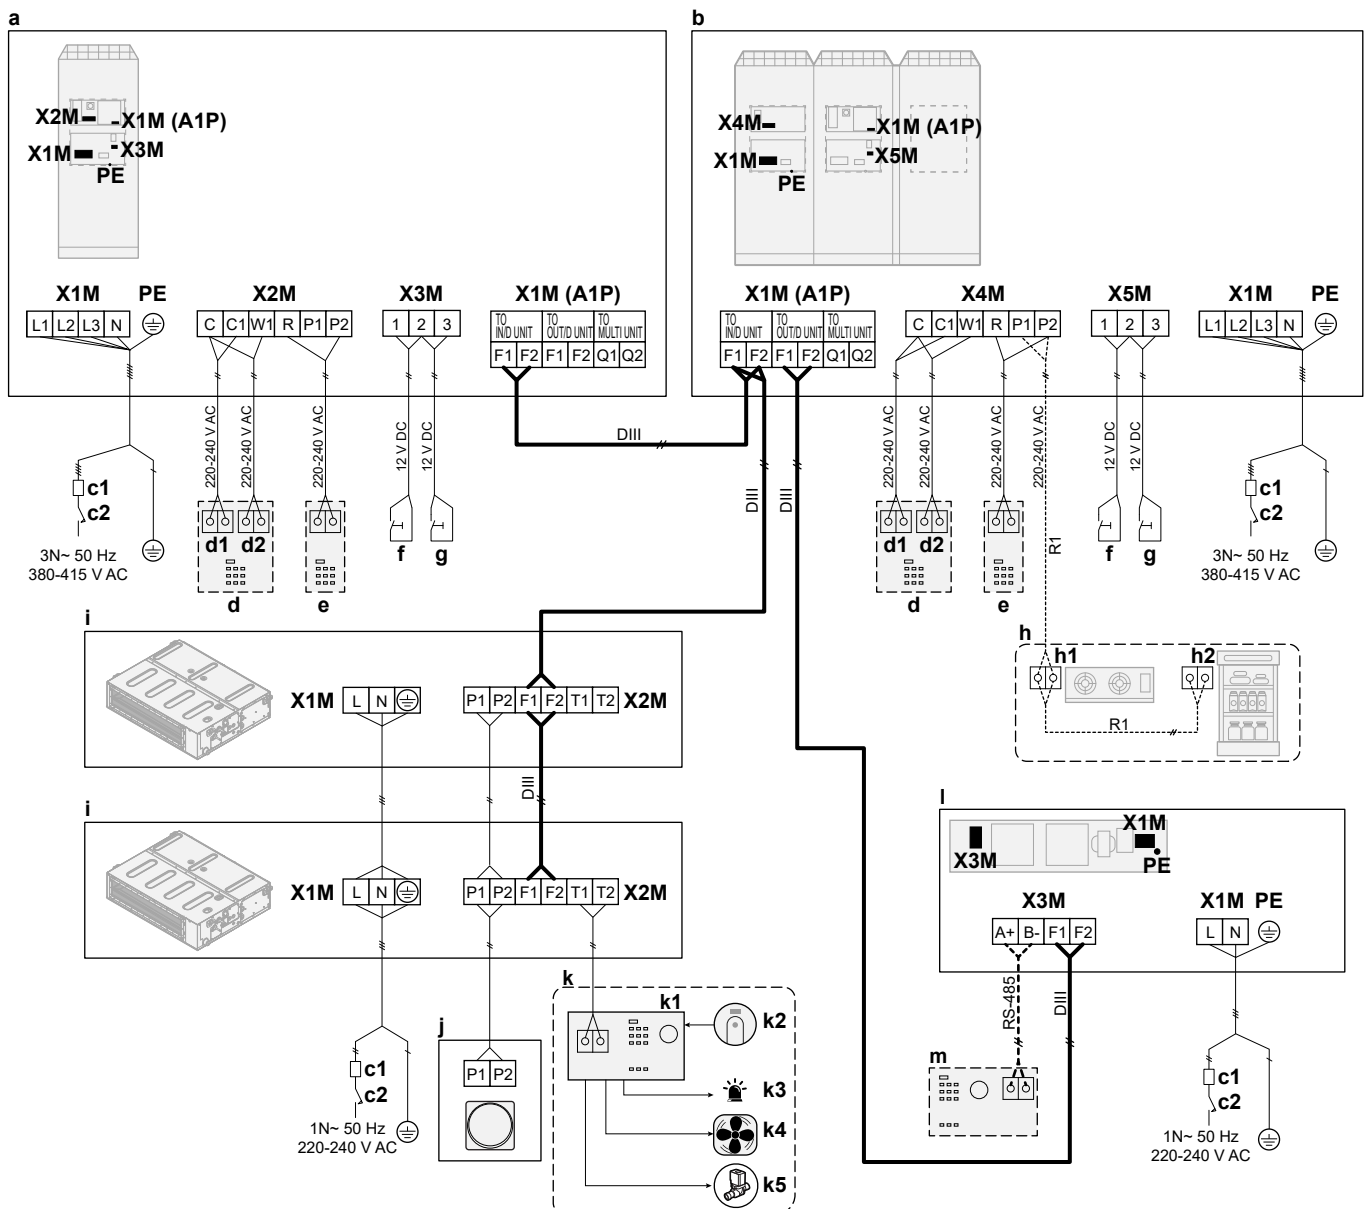 a
X2M
X1M (A1P)
X1M
X3M
PE
X1M PE X2M X3M X1M (A1P)
L1 L2 L3 N
C C1 W1 R P1 P2
1 2 3
TO IN/D UNIT
TO OUT/D UNIT
TO MULTI UNIT
F1 F2 F1 F2 Q1 Q2
220-240 V AC
220-240 V AC
220-240 V AC
12 V DC
12 V DC
DIII
c1
c2
3N~ 50 Hz
380-415 V AC
d1 d2
d
e
f
g
b
X4M
X1M (A1P)
X1M
X5M
PE
X1M (A1P) X4M X5M X1M PE
TO IN/D UNIT
TO OUT/D UNIT
TO MULTI UNIT
F1 F2 F1 F2 Q1 Q2
C C1 W1 R P1 P2
1 2 3
L1 L2 L3 N
DIII
DIII
220-240 V AC
220-240 V AC
220-240 V AC
220-240 V AC
12 V DC
12 V DC
R1
d1 d2
d
e
f
g
c1
c2
3N~ 50 Hz
380-415 V AC
h
h1
h2
R1
i
X1M
L N
P1 P2 F1 F2 T1 T2
X2M
DIII
i
X1M
L N
P1 P2 F1 F2 T1 T2
X2M
c1
c2
1N~ 50 Hz
220-240 V AC
j
P1 P2
k
k1
k2
k3
k4
k5
l
X3M
X1M
PE
X3M
X1M PE
A+ B- F1 F2
L N
RS-485
DIII
m
c1
c2
1N~ 50 Hz
220-240 V AC